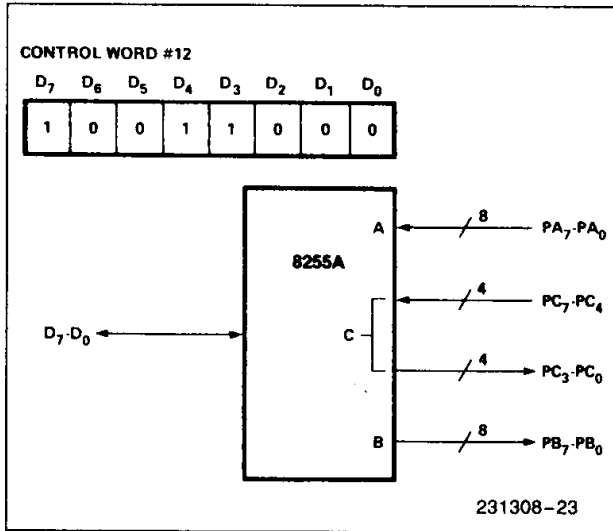 CONTROL WORD #12
D7 D6 D5 D4 D3 D2 D1 D0
1 0 0 1 1 0 0 0
A 8 PA7-PA0
8255A
4 PC7-PC4
D7-D0 C
4 PC3-PC0
B 8 PB7-PB0
231308-23